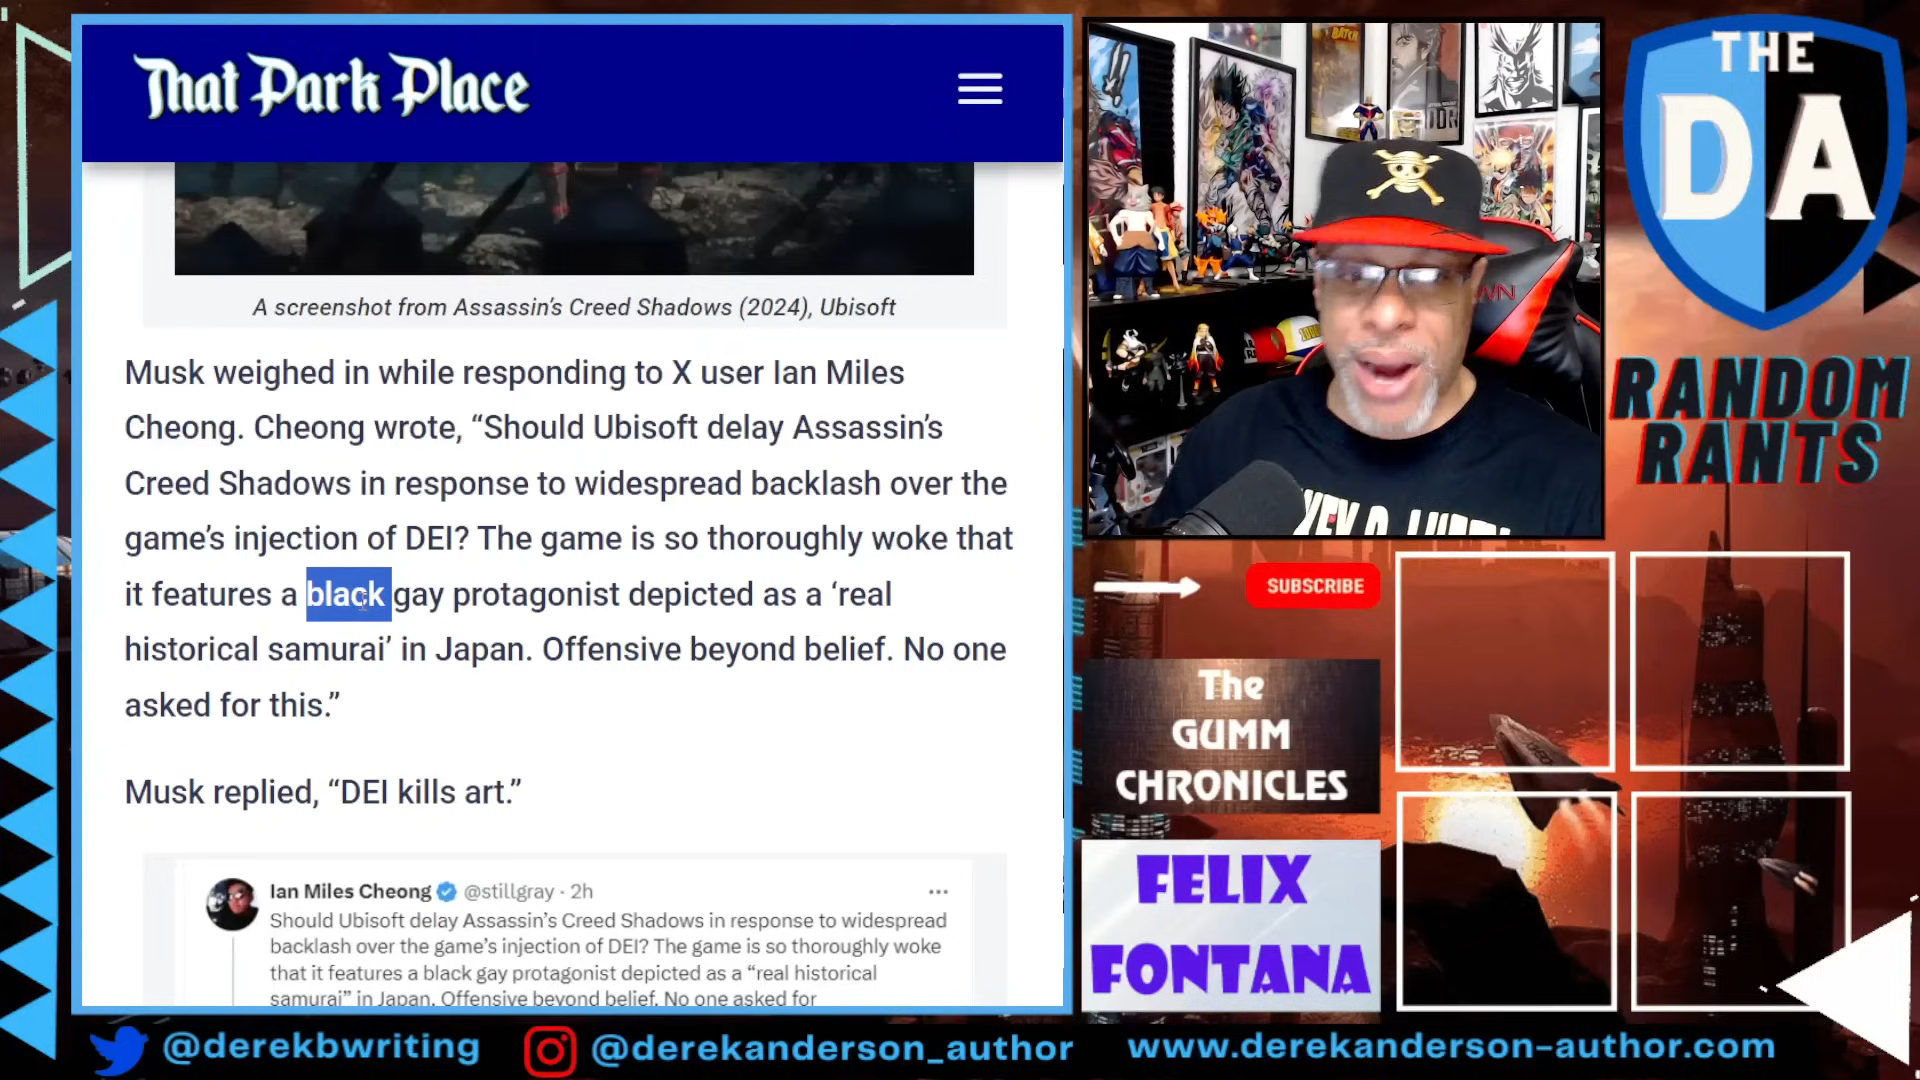 That Park Place
A screenshot from Assassin's Creed Shadows (2024), Ubisoft
Musk weighed in while responding to X user Ian Miles
Cheong. Cheong wrote, “Should Ubisoft delay Assassin’s
Creed Shadows in response to widespread backlash over the
game’s injection of DEI? The game is so thoroughly woke that
it features a black gay protagonist depicted as a ‘real
historical samurai’ in Japan. Offensive beyond belief. No one
asked for this.”
Musk replied, “DEI kills art.”
Ian Miles Cheong @stillgray · 2h
Should Ubisoft delay Assassin's Creed Shadows in response to widespread
backlash over the game's injection of DEI? The game is so thoroughly woke
that it features a black gay protagonist depicted as a "real historical
samurai" in Japan. Offensive beyond belief. No one asked for
BATCH
THE
DA
RANDOM
RANTS
SUBSCRIBE
The
GUMM
CHRONICLES
FELIX
FONTANA
@derekbwriting
@derekanderson_author
www.derekanderson-author.com